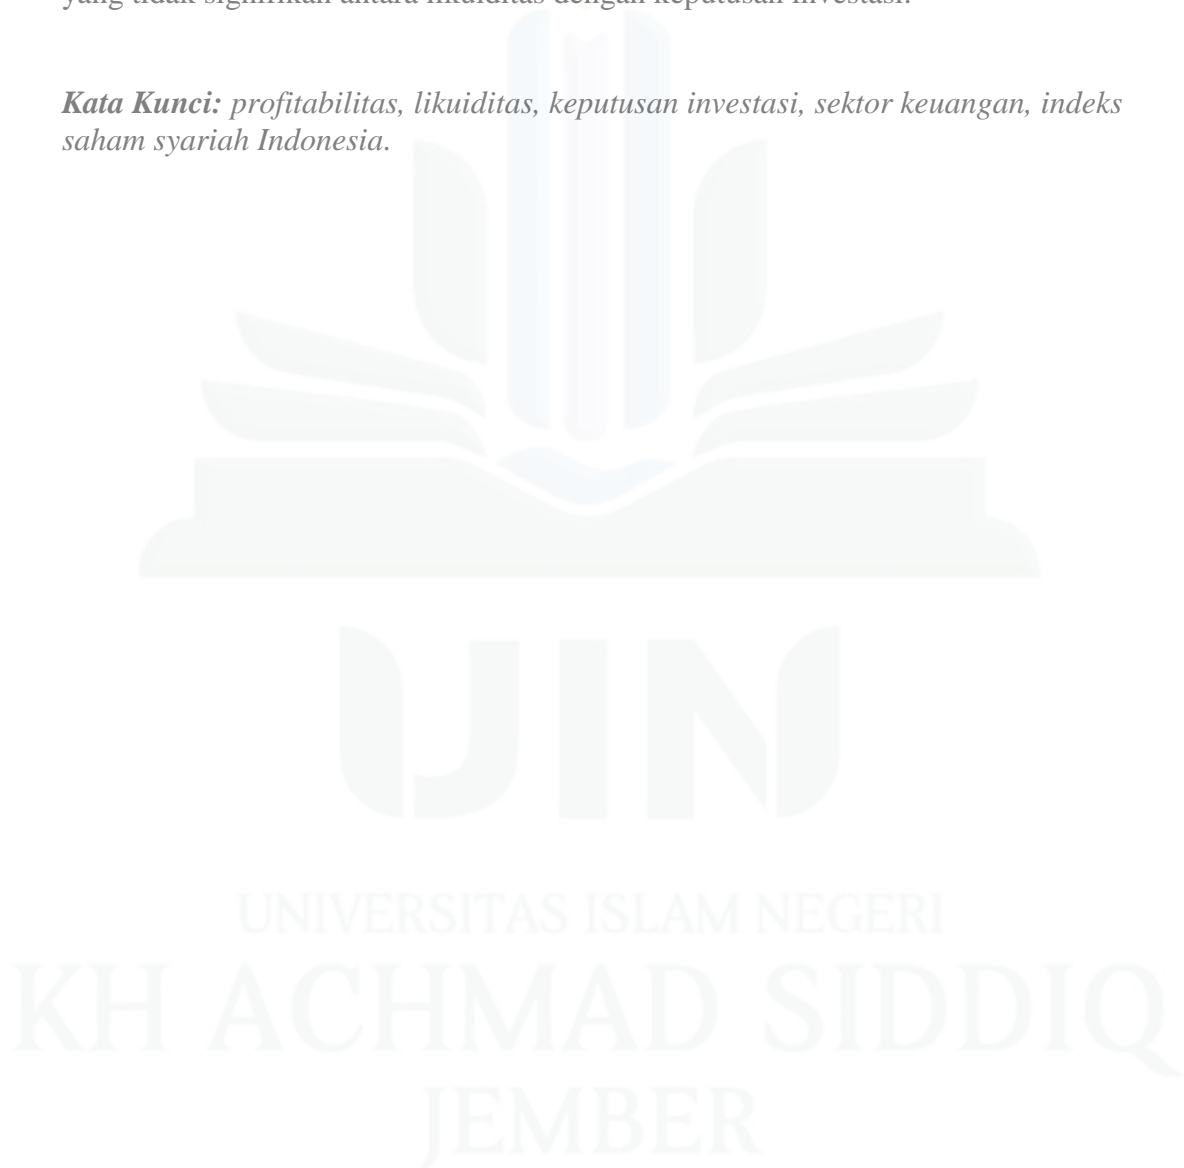 yang tidak signifikan antara likuiditas dengan keputusan investasi.
Kata Kunci: profitabilitas, likuiditas, keputusan investasi, sektor keuangan, indeks
saham syariah Indonesia.
UIN
UNIVERSITAS ISLAM NEGERI
KH ACHMAD SIDDIQ
JEMBER